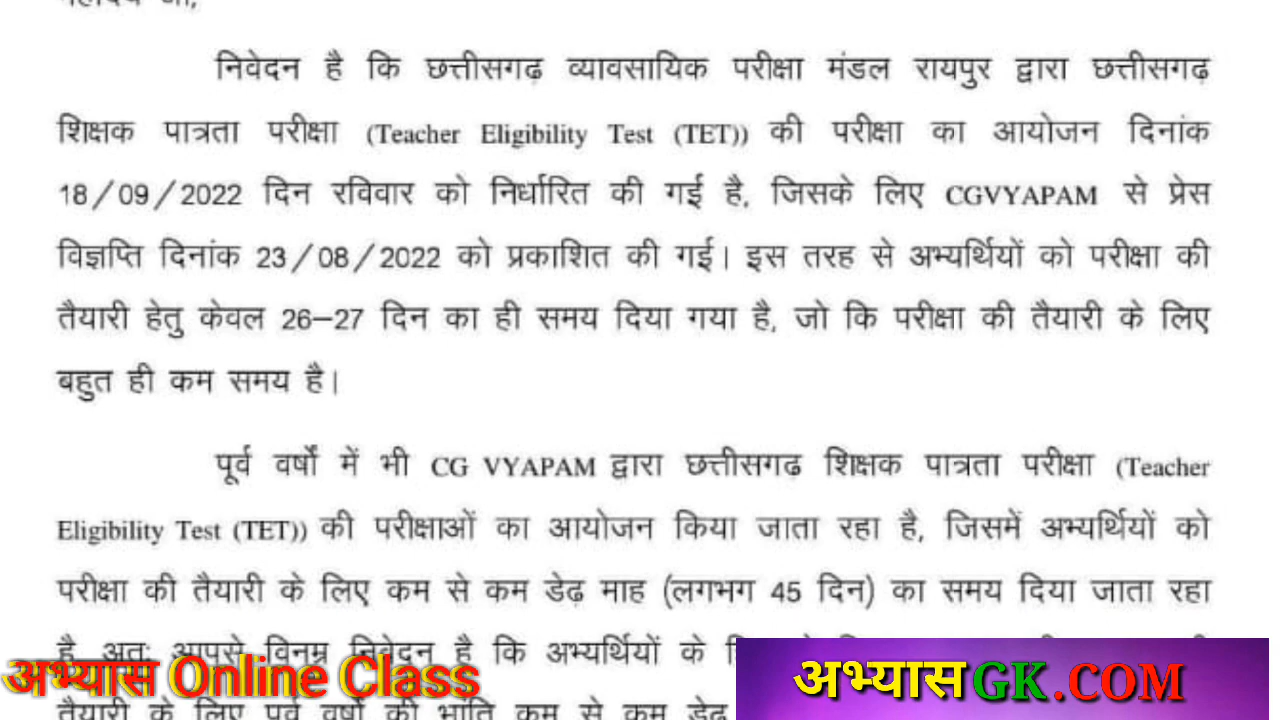 निवेदन है कि छत्तीसगढ़ व्यावसायिक परीक्षा मंडल रायपुर द्वारा छत्तीसगढ़
शिक्षक पात्रता परीक्षा (Teacher Eligibility Test (TET)) की परीक्षा का आयोजन दिनांक
18/09/2022 दिन रविवार को निर्धारित की गई है, जिसके लिए CGVYAPAM से प्रेस
विज्ञप्ति दिनांक 23/08/2022 को प्रकाशित की गई। इस तरह से अभ्यर्थियों को परीक्षा की
तैयारी हेतु केवल 26–27 दिन का ही समय दिया गया है, जो कि परीक्षा की तैयारी के लिए
बहुत ही कम समय है।
पूर्व वर्षों में भी CG VYAPAM द्वारा छत्तीसगढ शिक्षक पात्रता परीक्षा (Teacher
Eligibility Test (TET)) की परीक्षाओं का आयोजन किया जाता रहा है, जिसमें अभ्यर्थियों को
परीक्षा की तैयारी के लिए कम से कम डेढ़ माह (लगभग 45 दिन) का समय दिया जाता रहा
है, अतः आपसे विनम्र निवेदन है कि अभ्यर्थियों के
तैयारी के लिए पूर्व वर्षों की भांति कम से कम डेढ़
अभ्यास Online Class
अभ्यासGK.COM